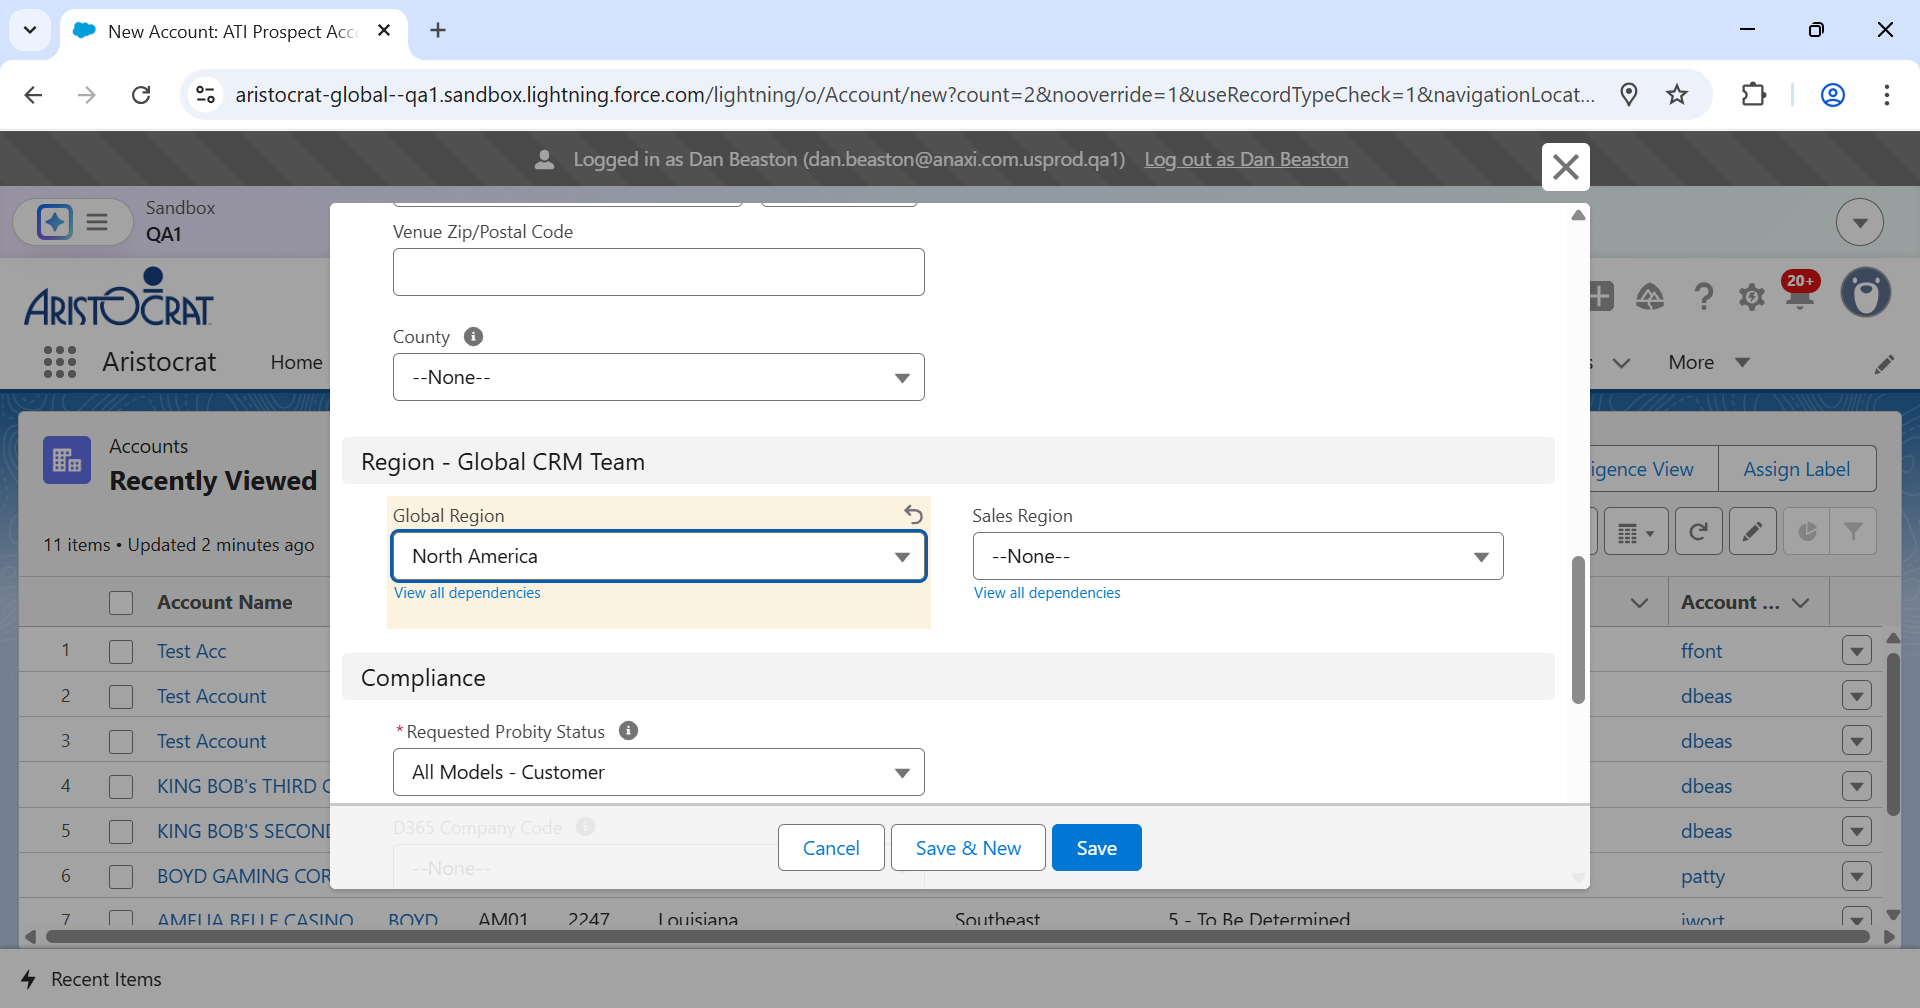 New Account: ATI Prospect Acc
aristocrat-global--qa1.sandbox.lightning.force.com/lightning/o/Account/new?count=2&nooverride=1&useRecordTypeCheck=1&navigationLocat...
Logged in as Dan Beaston (dan.beaston@anaxi.com.usprod.qa1) Log out as Dan Beaston
Sandbox
QA1
ARISTOCRAT
20+
Aristocrat Home
More
Venue Zip/Postal Code
County
--None--
Accounts
Recently Viewed
igence View Assign Label
Region - Global CRM Team
11 items • Updated 2 minutes ago
Global Region
North America
View all dependencies
Sales Region
--None--
View all dependencies
Account Name
Account ...
1 Test Acc ffont
2 Test Account dbeas
3 Test Account dbeas
4 KING BOB's THIRD dbeas
5 KING BOB'S SECOND dbeas
6 BOYD GAMING COR patty
7 AMELIA BELLE CASINO BOYD AM01 2247 Louisiana Southeast 5 - To Be Determined jwort
Compliance
*Requested Probity Status
All Models - Customer
D365 Company Code
--None--
Cancel Save & New Save
Recent Items